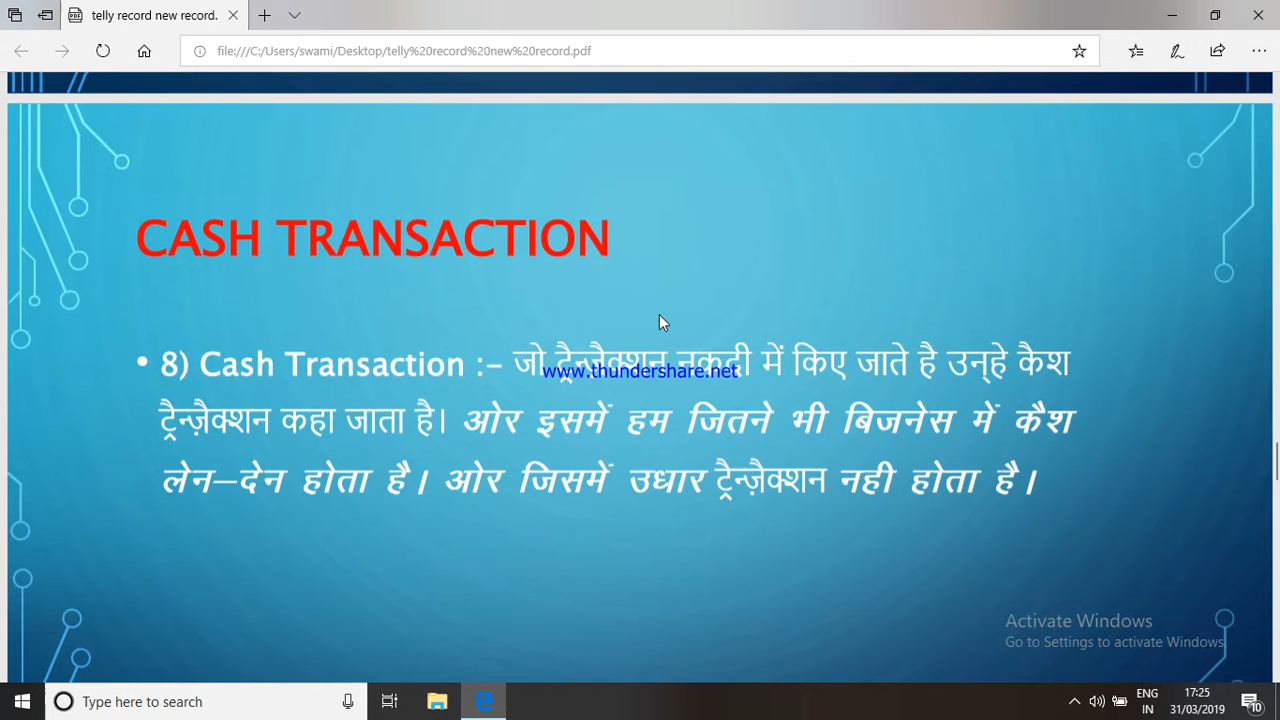 telly record new record.
file:///C:/Users/swami/Desktop/telly%20record%20new%20record.pdf
CASH TRANSACTION
• 8) Cash Transaction :– जो ट्रैन्ज़ैक्शन नकदी में किए जाते है उन्हे कैश
www.thundershare.net
ट्रैन्ज़ैक्शन कहा जाता है। ओर इसमें हम जितने भी बिजनेस में कैश
लेन–देन होता है। ओर जिसमें उधार ट्रैन्ज़ैक्शन नही होता है।
Activate Windows
Go to Settings to activate Windows.
Type here to search
ENG
IN
17:25
31/03/2019
10